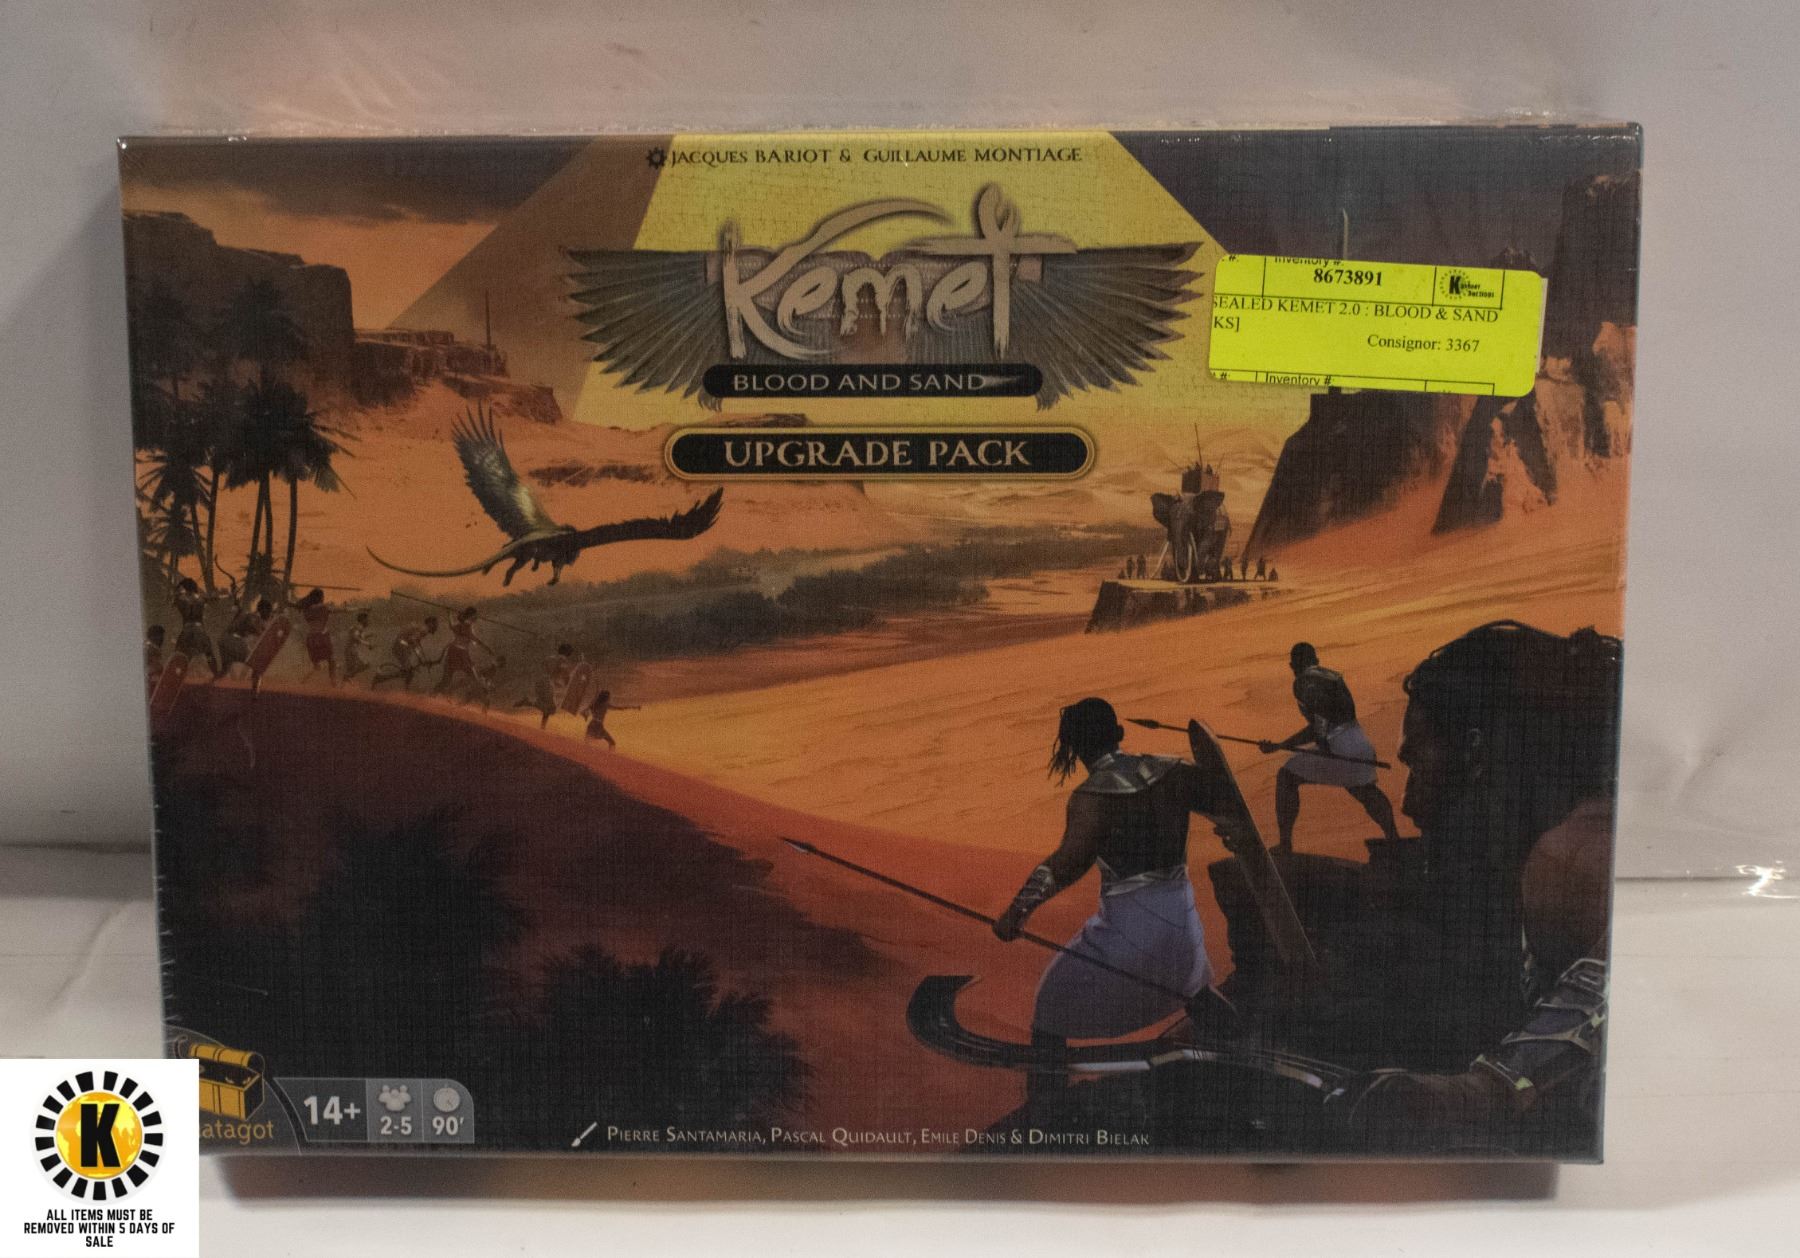 JACQUES BARIOT & GUILLAUME MONTIAGE
Kemet
BLOOD AND SAND
UPGRADE PACK
#: Inventory #:
8673891
SEALED KEMET 2.0 : BLOOD & SAND
KS]
Consignor: 3367
#: Inventory #
14+
2-5
90'
atagot
PIERRE SANTAMARIA, PASCAL QUIDAULT, EMILE DENIS & DIMITRI BIELAK
K
ALL ITEMS MUST BE
REMOVED WITHIN 5 DAYS OF
SALE